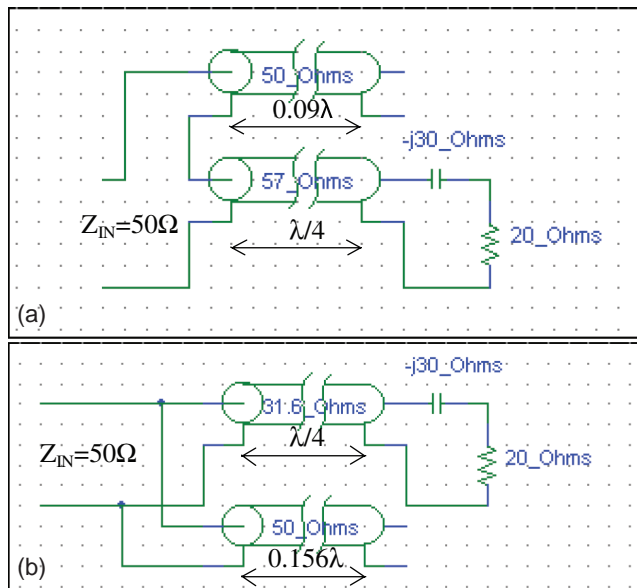 50_Ohms
0.09λ
-j30_Ohms
57_Ohms
Z_IN=50Ω
20_Ohms
λ/4
(a)
-j30_Ohms
31.6_Ohms
Z_IN=50Ω
λ/4
20_Ohms
50_Ohms
0.156λ
(b)